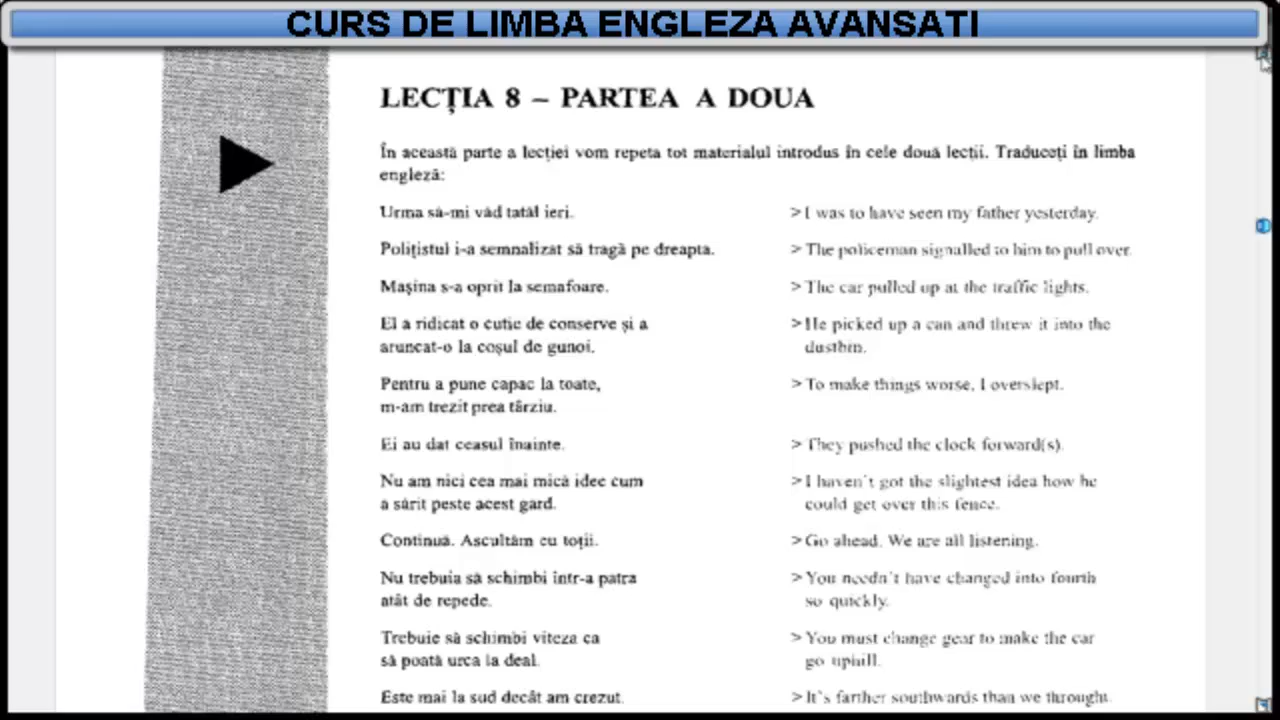 CURS DE LIMBA ENGLEZA AVANSATI
LECȚIA 8 – PARTEA A DOUA
În această parte a lecției vom repeta tot materialul introdus în cele două lecții. Traduceți în limba
engleză:
Urma să-mi văd tatăl ieri. > I was to have seen my father yesterday.
Polițistul i-a semnalizat să tragă pe dreapta. > The policeman signalled to him to pull over.
Mașina s-a oprit la semafoare. > The car pulled up at the traffic lights.
El a ridicat o cutie de conserve și a > He picked up a can and threw it into the
aruncat-o la coșul de gunoi. dustbin.
Pentru a pune capac la toate, > To make things worse, I overslept.
m-am trezit prea târziu.
Ei au dat ceasul înainte. > They pushed the clock forward(s).
Nu am nici cea mai mică idee cum > I haven't got the slightest idea how he
a sărit peste acest gard. could get over this fence.
Continuă. Ascultăm cu toții. > Go ahead. We are all listening.
Nu trebuia să schimbi într-a patra > You needn't have changed into fourth
atât de repede. so quickly.
Trebuie să schimbi viteza ca > You must change gear to make the car
să poată urca la deal. go uphill.
Este mai la sud decât am crezut. > It's farther southwards than we throught.